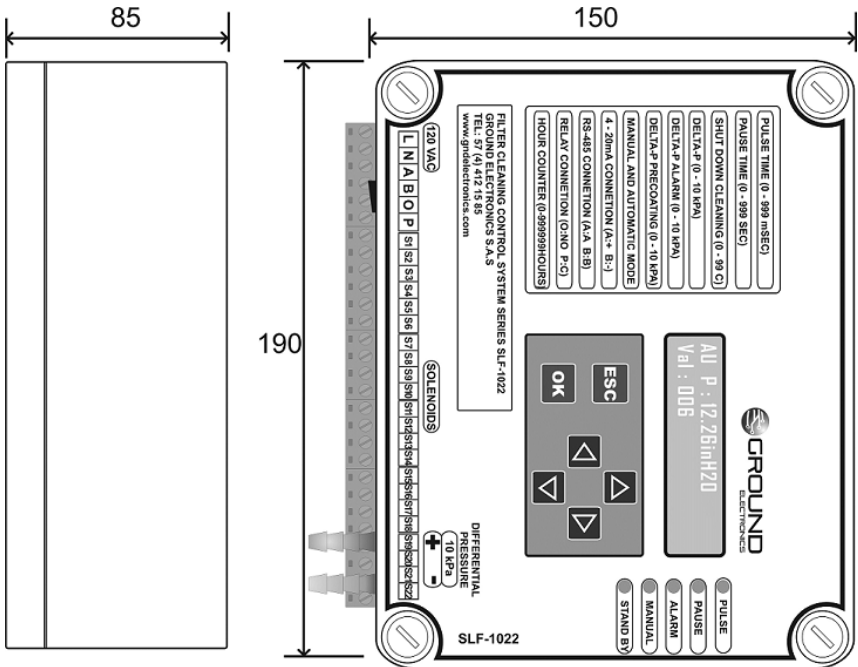 85
150
190
PULSE TIME (0 - 999 mSEC)
PAUSE TIME (0 - 999 SEC)
SHUT DOWN CLEANING (0 - 99 C)
DELTA-P (0 - 10 kPA)
DELTA-P ALARM (0 - 10 kPA)
DELTA-P PRECOATING (0 - 10 KPA)
MANUAL AND AUTOMATIC MODE
4 - 20mA CONNETION (A:+ B:-)
RS-485 CONNETION (A:A B:B)
RELAY CONNETION (O:NO P:C)
HOUR COUNTER (0-999999HOURS)
FILTER CLEANING CONTROL SYSTEM SERIES SLF-1022
GROUND ELECTRONICS S.A.S
TEL: 57 (4) 412 15 85
www.gndelectronics.com
GROUND
ELECTRONICS
AU P:12.26inH2O
Val: 006
ESC
OK
PULSE
PAUSE
ALARM
MANUAL
STAND BY
120 VAC
SOLENOIDS
DIFFERENTIAL
PRESSURE
10 kPa
+ -
L N A B O P S1 S2 S3 S4 S5 S6 S7 S8 S9 S10 S11 S12 S13 S14 S15 S16 S17 S18 S19 S20 S21 S22
SLF-1022